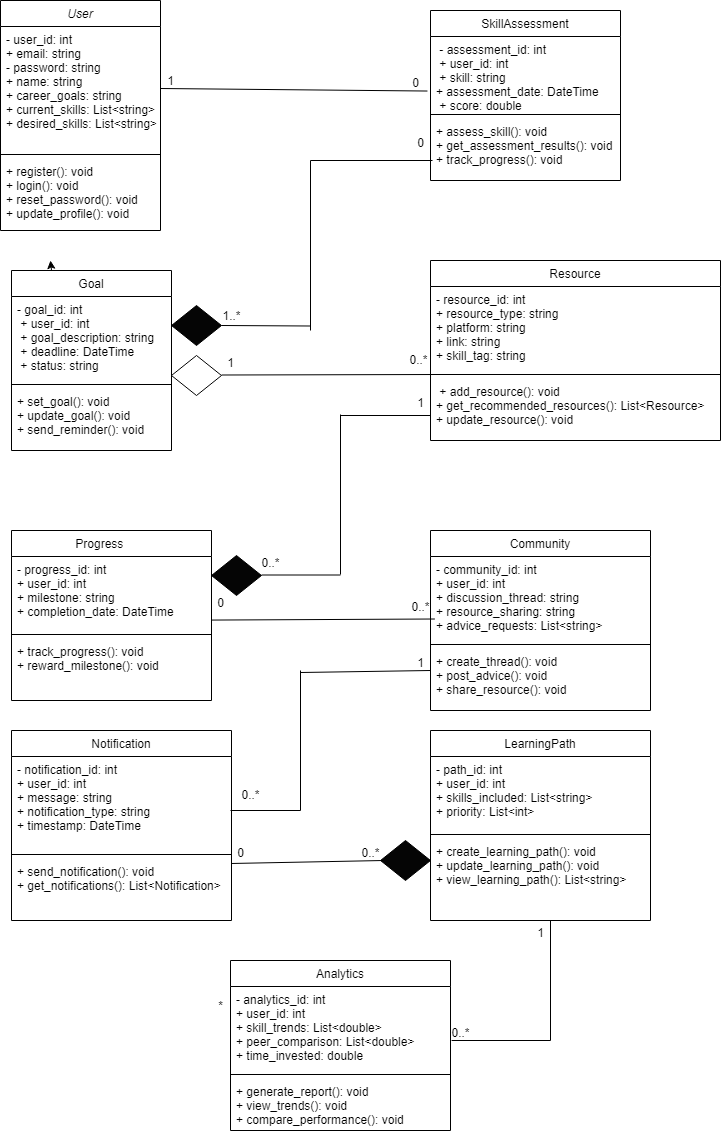 User
- user_id: int
+ email: string
- password: string
+ name: string
+ career_goals: string
+ current_skills: List<string>
+ desired_skills: List<string>
+ register(): void
+ login(): void
+ reset_password(): void
+ update_profile(): void
1
0
SkillAssessment
- assessment_id: int
+ user_id: int
+ skill: string
+ assessment_date: DateTime
+ score: double
+ assess_skill(): void
+ get_assessment_results(): void
+ track_progress(): void
0
Goal
- goal_id: int
+ user_id: int
+ goal_description: string
+ deadline: DateTime
+ status: string
+ set_goal(): void
+ update_goal(): void
+ send_reminder(): void
1..*
1
0..*
Resource
- resource_id: int
+ resource_type: string
+ platform: string
+ link: string
+ skill_tag: string
+ add_resource(): void
+ get_recommended_resources(): List<Resource>
+ update_resource(): void
1
Progress
- progress_id: int
+ user_id: int
+ milestone: string
+ completion_date: DateTime
+ track_progress(): void
+ reward_milestone(): void
0..*
0
0..*
Community
- community_id: int
+ user_id: int
+ discussion_thread: string
+ resource_sharing: string
+ advice_requests: List<string>
+ create_thread(): void
+ post_advice(): void
+ share_resource(): void
1
Notification
- notification_id: int
+ user_id: int
+ message: string
+ notification_type: string
+ timestamp: DateTime
+ send_notification(): void
+ get_notifications(): List<Notification>
0..*
0
0..*
LearningPath
- path_id: int
+ user_id: int
+ skills_included: List<string>
+ priority: List<int>
+ create_learning_path(): void
+ update_learning_path(): void
+ view_learning_path(): List<string>
1
*
Analytics
- analytics_id: int
+ user_id: int
+ skill_trends: List<double>
+ peer_comparison: List<double>
+ time_invested: double
+ generate_report(): void
+ view_trends(): void
+ compare_performance(): void
0..*